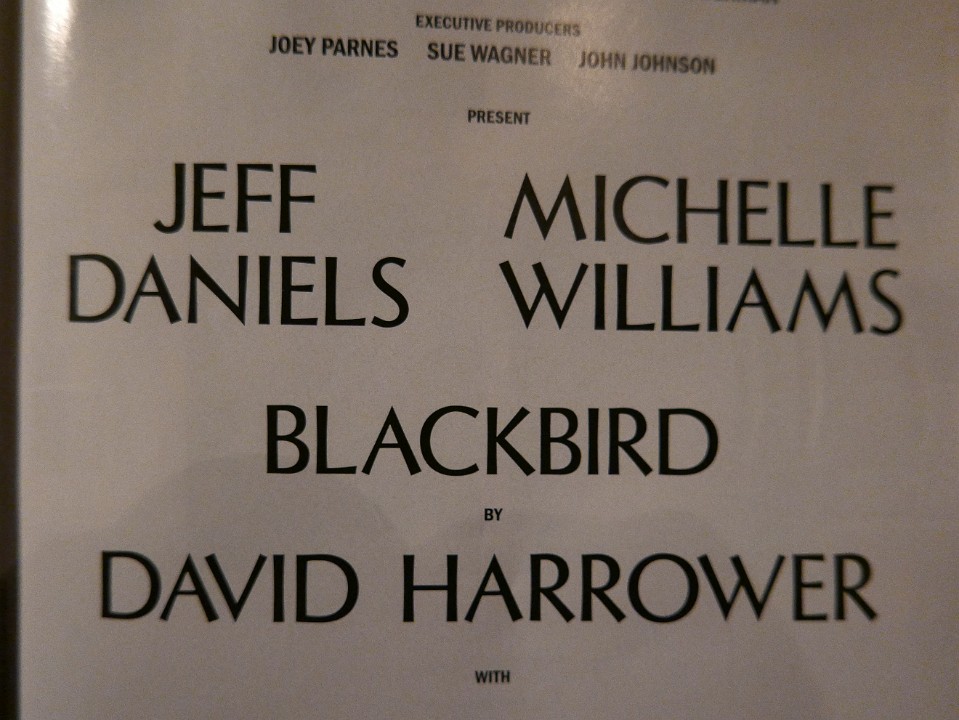 EXECUTIVE PRODUCERS
JOEY PARNES SUE WAGNER JOHN JOHNSON
PRESENT
JEFF DANIELS
MICHELLE WILLIAMS
BLACKBIRD
BY
DAVID HARROWER
WITH